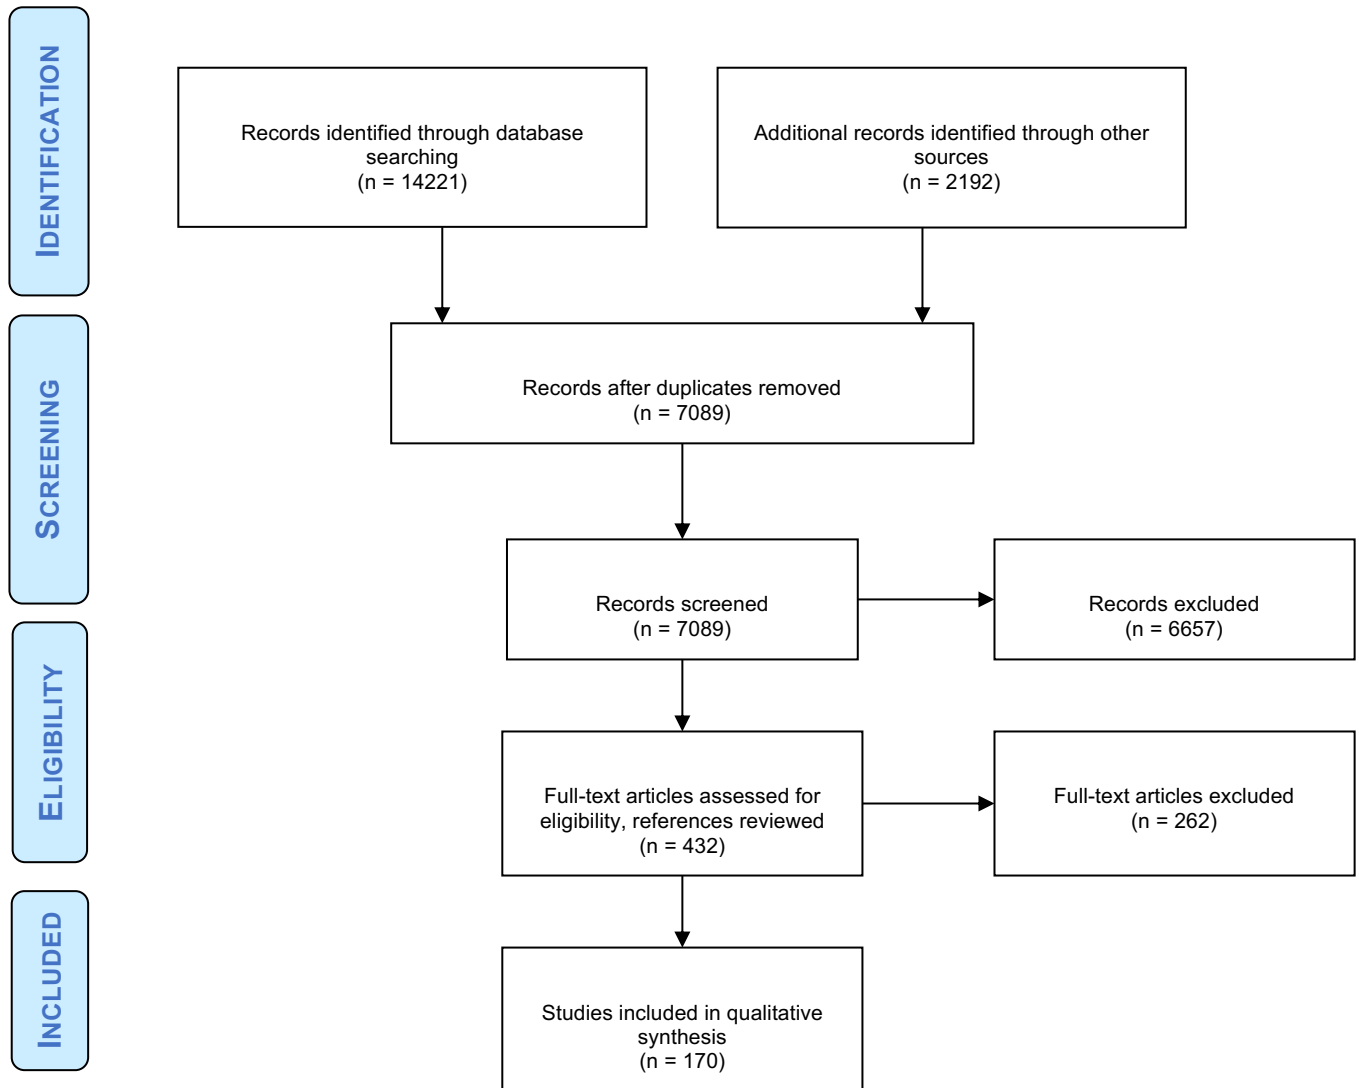 IDENTIFICATION
Records identified through database
searching
(n = 14221)
Additional records identified through other
sources
(n = 2192)
SCREENING
Records after duplicates removed
(n = 7089)
Records screened
(n = 7089)
Records excluded
(n = 6657)
ELIGIBILITY
Full-text articles assessed for
eligibility, references reviewed
(n = 432)
Full-text articles excluded
(n = 262)
INCLUDED
Studies included in qualitative
synthesis
(n = 170)